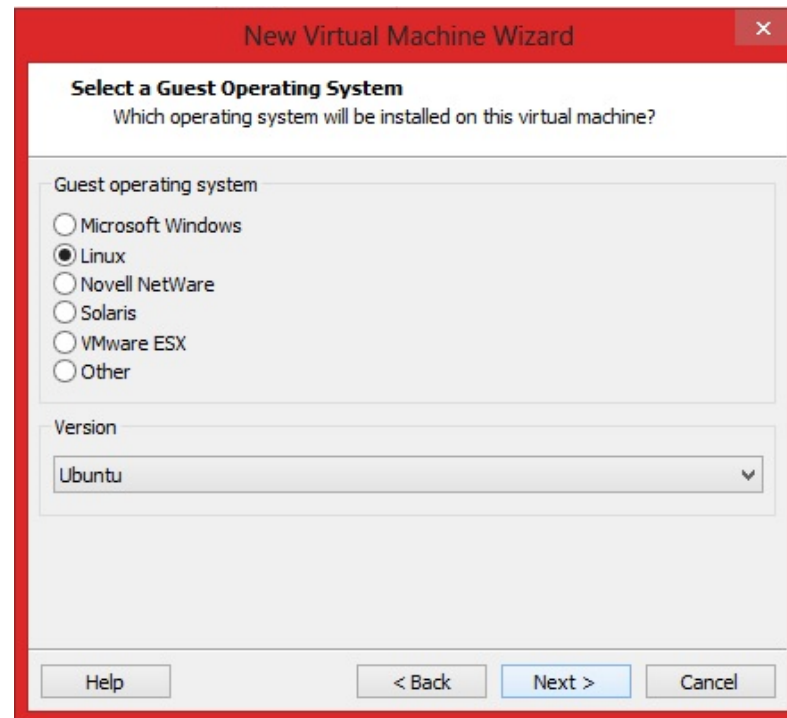 New Virtual Machine Wizard
Select a Guest Operating System
Which operating system will be installed on this virtual machine?
Guest operating system
Microsoft Windows
Linux
Novell NetWare
Solaris
VMware ESX
Other
Version
Ubuntu
Help < Back Next > Cancel